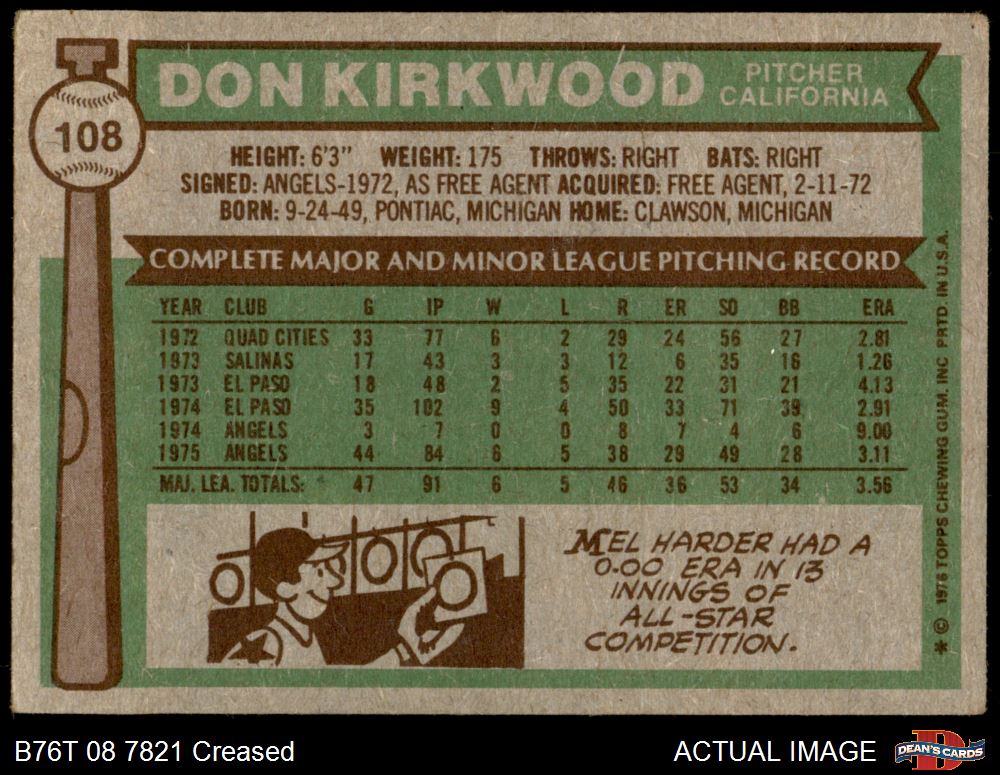 108
DON KIRKWOOD
PITCHER
CALIFORNIA
HEIGHT: 6'3" WEIGHT: 175 THROWS: RIGHT BATS: RIGHT
SIGNED: ANGELS-1972, AS FREE AGENT ACQUIRED: FREE AGENT, 2-11-72
BORN: 9-24-49, PONTIAC, MICHIGAN HOME: CLAWSON, MICHIGAN
COMPLETE MAJOR AND MINOR LEAGUE PITCHING RECORD
YEAR CLUB G IP W L R ER SO BB ERA
1972 QUAD CITIES 33 77 6 2 29 24 56 27 2.81
1973 SALINAS 17 43 3 3 12 6 35 16 1.26
1973 EL PASO 18 48 2 5 35 22 31 21 4.13
1974 EL PASO 35 102 9 4 50 33 71 39 2.91
1974 ANGELS 3 7 0 0 8 7 4 6 9.00
1975 ANGELS 44 84 6 5 38 29 49 28 3.11
MAJ. LEA. TOTALS: 47 91 6 5 46 36 53 34 3.56
MEL HARDER HAD A
0.00 ERA IN 13
INNINGS OF
ALL-STAR
COMPETITION.
* © 1976 TOPPS CHEWING GUM, INC PRTD. IN U.S.A.
B76T 08 7821 Creased
ACTUAL IMAGE
D
DEAN'S CARDS